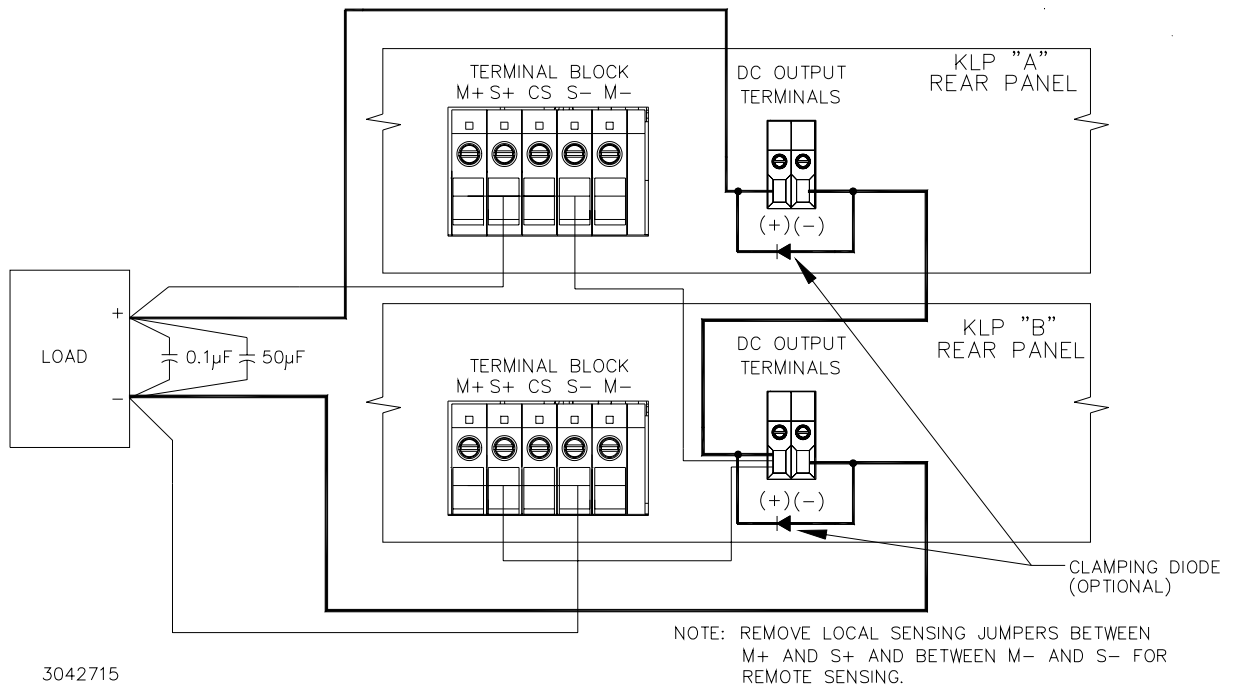 KLP "A"
REAR PANEL
TERMINAL BLOCK
M+ S+ CS S− M−
DC OUTPUT
TERMINALS
(+)(−)
+
LOAD
−
0.1µF
50µF
KLP "B"
REAR PANEL
TERMINAL BLOCK
M+ S+ CS S− M−
DC OUTPUT
TERMINALS
(+)(−)
CLAMPING DIODE
(OPTIONAL)
NOTE: REMOVE LOCAL SENSING JUMPERS BETWEEN
M+ AND S+ AND BETWEEN M− AND S− FOR
REMOTE SENSING.
3042715